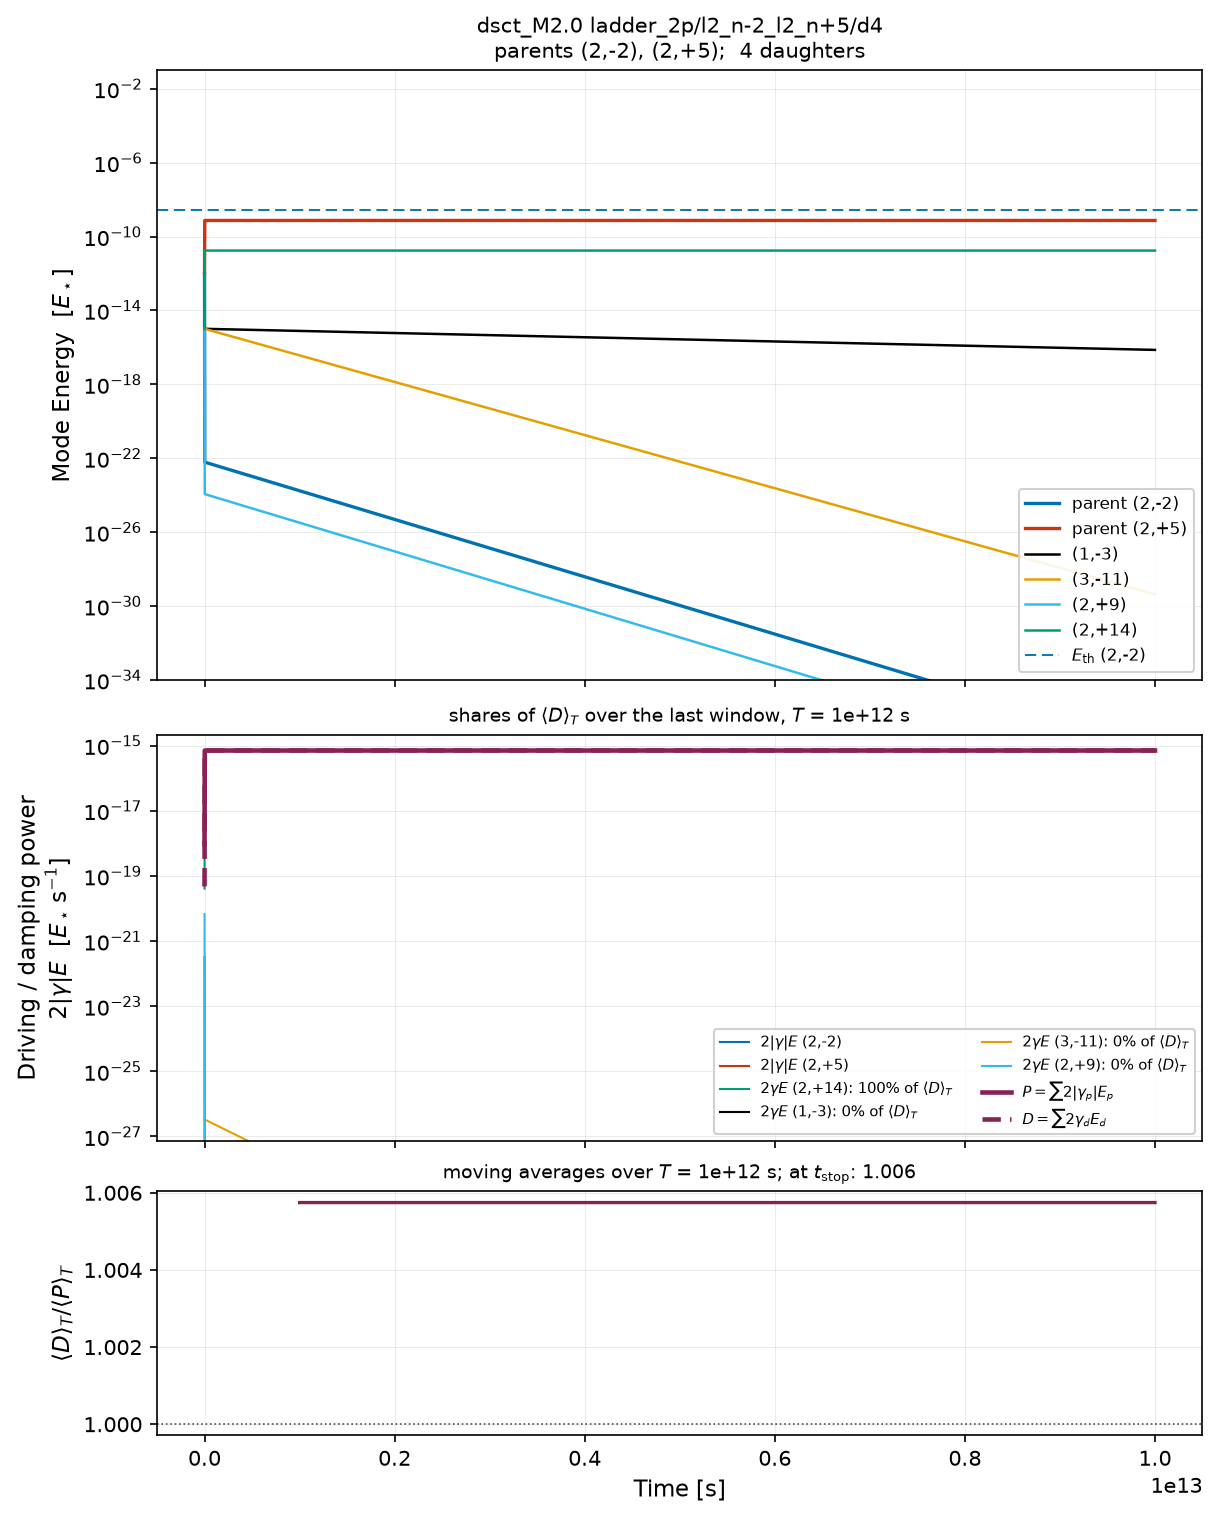 dsct_M2.0 ladder_2p/l2_n-2_l2_n+5/d4
parents (2,-2), (2,+5);  4 daughters
Mode Energy  [E⋆]
10⁻²
10⁻⁶
10⁻¹⁰
10⁻¹⁴
10⁻¹⁸
10⁻²²
10⁻²⁶
10⁻³⁰
10⁻³⁴
parent (2,-2)
parent (2,+5)
(1,-3)
(3,-11)
(2,+9)
(2,+14)
E_th (2,-2)
shares of ⟨D⟩_T over the last window, T = 1e+12 s
Driving / damping power
2|γ|E  [E⋆ s⁻¹]
10⁻¹⁵
10⁻¹⁷
10⁻¹⁹
10⁻²¹
10⁻²³
10⁻²⁵
10⁻²⁷
2|γ|E (2,-2)
2|γ|E (2,+5)
2γE (2,+14): 100% of ⟨D⟩_T
2γE (1,-3): 0% of ⟨D⟩_T
2γE (3,-11): 0% of ⟨D⟩_T
2γE (2,+9): 0% of ⟨D⟩_T
P = ∑2|γ_p|E_p
D = ∑2γ_dE_d
moving averages over T = 1e+12 s; at t_stop: 1.006
⟨D⟩_T/⟨P⟩_T
1.006
1.004
1.002
1.000
0.0
0.2
0.4
0.6
0.8
1.0
1e13
Time [s]